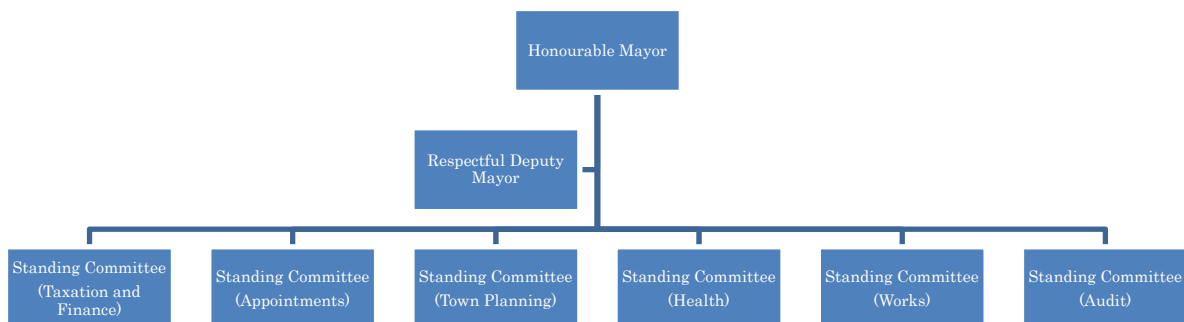 Honourable Mayor
Respectful Deputy
Mayor
Standing Committee
(Taxation and
Finance)
Standing Committee
(Appointments)
Standing Committee
(Town Planning)
Standing Committee
(Health)
Standing Committee
(Works)
Standing Committee
(Audit)